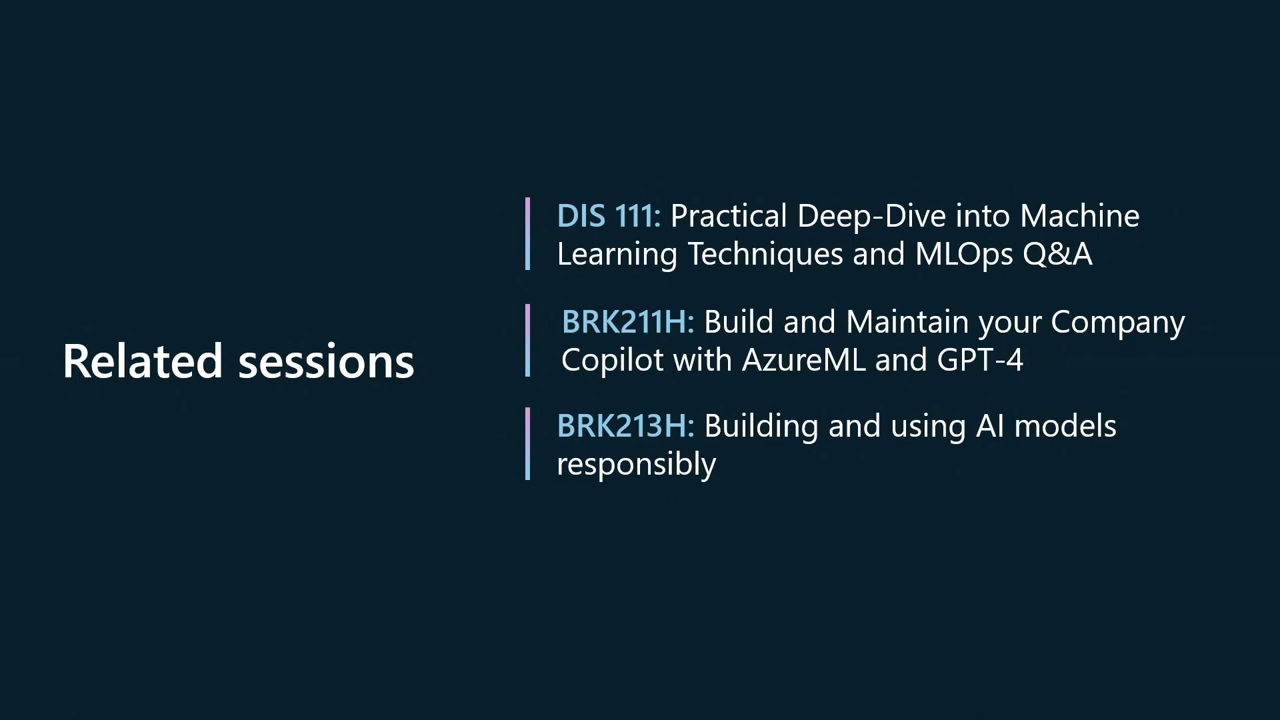 Related sessions
DIS 111: Practical Deep-Dive into Machine
Learning Techniques and MLOps Q&A
BRK211H: Build and Maintain your Company
Copilot with AzureML and GPT-4
BRK213H: Building and using AI models
responsibly